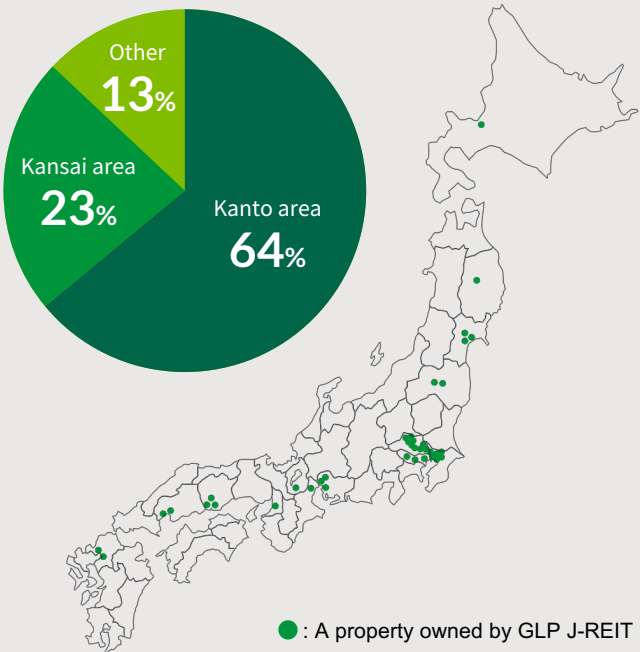 Other
13%
Kansai area
23%
Kanto area
64%
: A property owned by GLP J-REIT